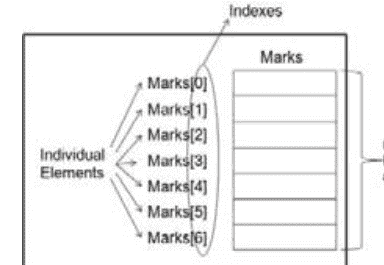 Indexes
Marks
Marks[0]
Marks[1]
Marks[2]
Individual
Elements
Marks[3]
Marks[4]
Marks[5]
Marks[6]